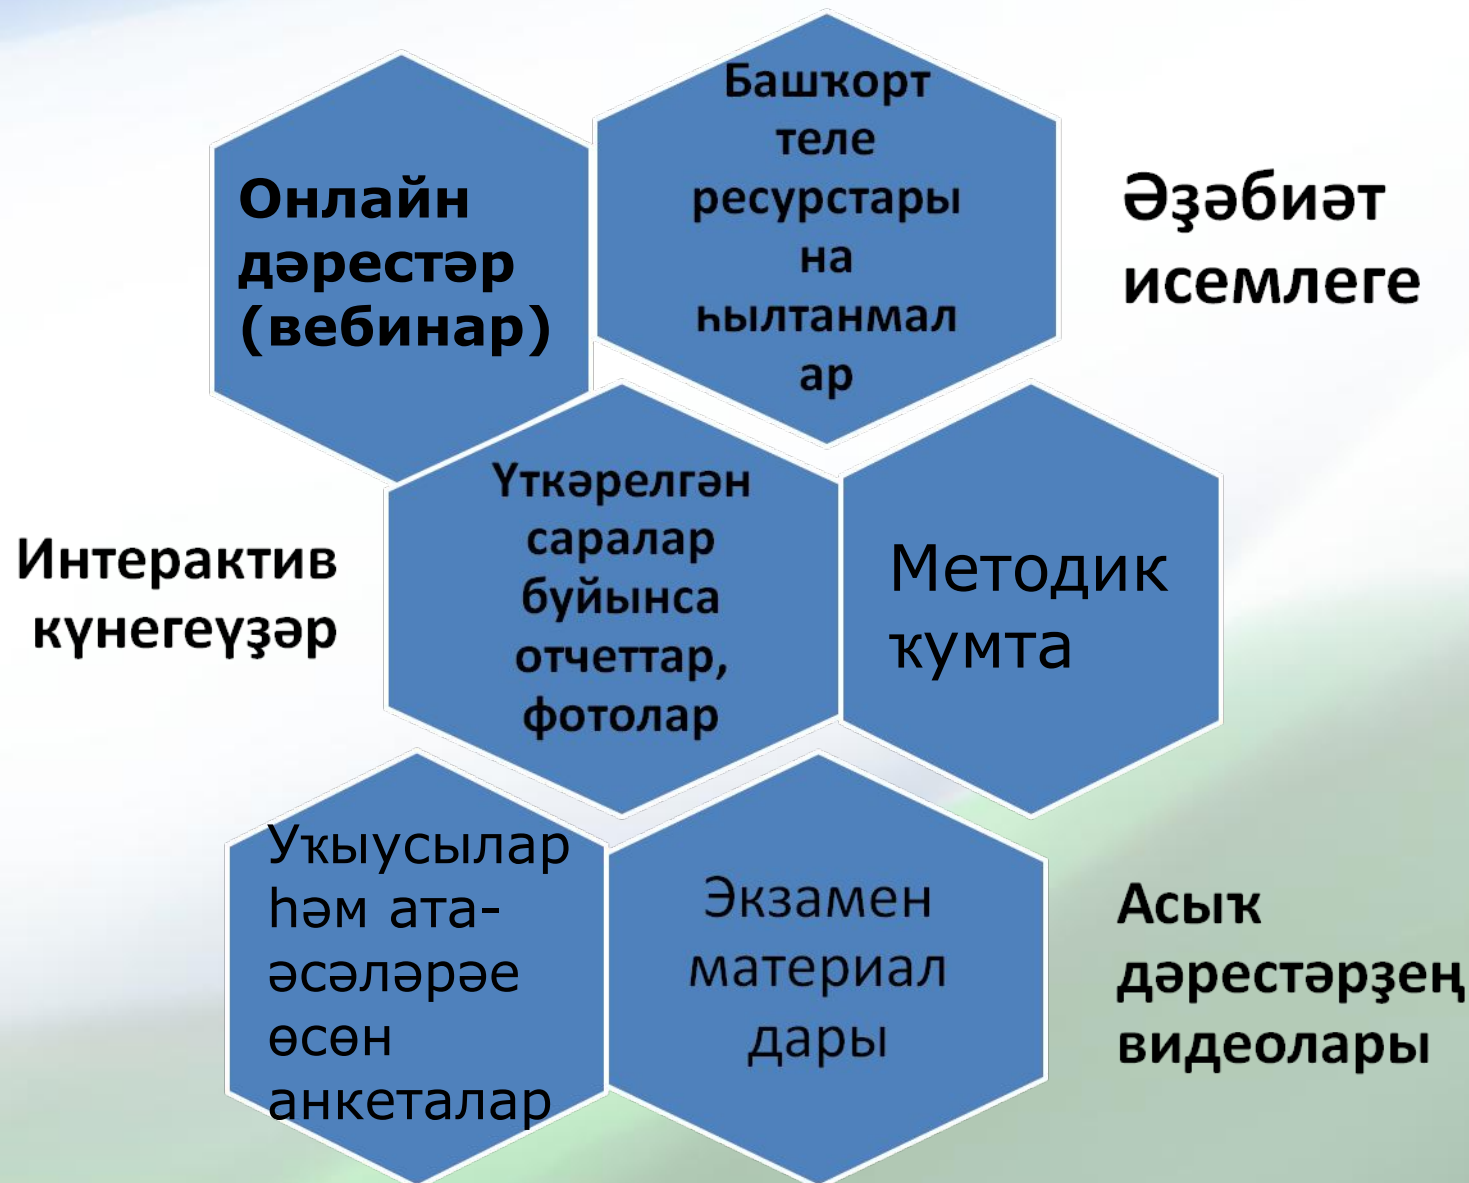 Онлайн
дәрестәр
(вебинар)
Башҡорт
теле
ресурстары
на
һылтанмал
ар
Әҙәбиәт
исемлеге
Интерактив
күнегеүҙәр
Үткәрелгән
саралар
буйынса
отчеттар,
фотолар
Методик
ҡумта
Уҡыусылар
һәм ата-
әсәләрәе
өсөн
анкеталар
Экзамен
материал
дары
Асыҡ
дәрестәрҙең
видеолары